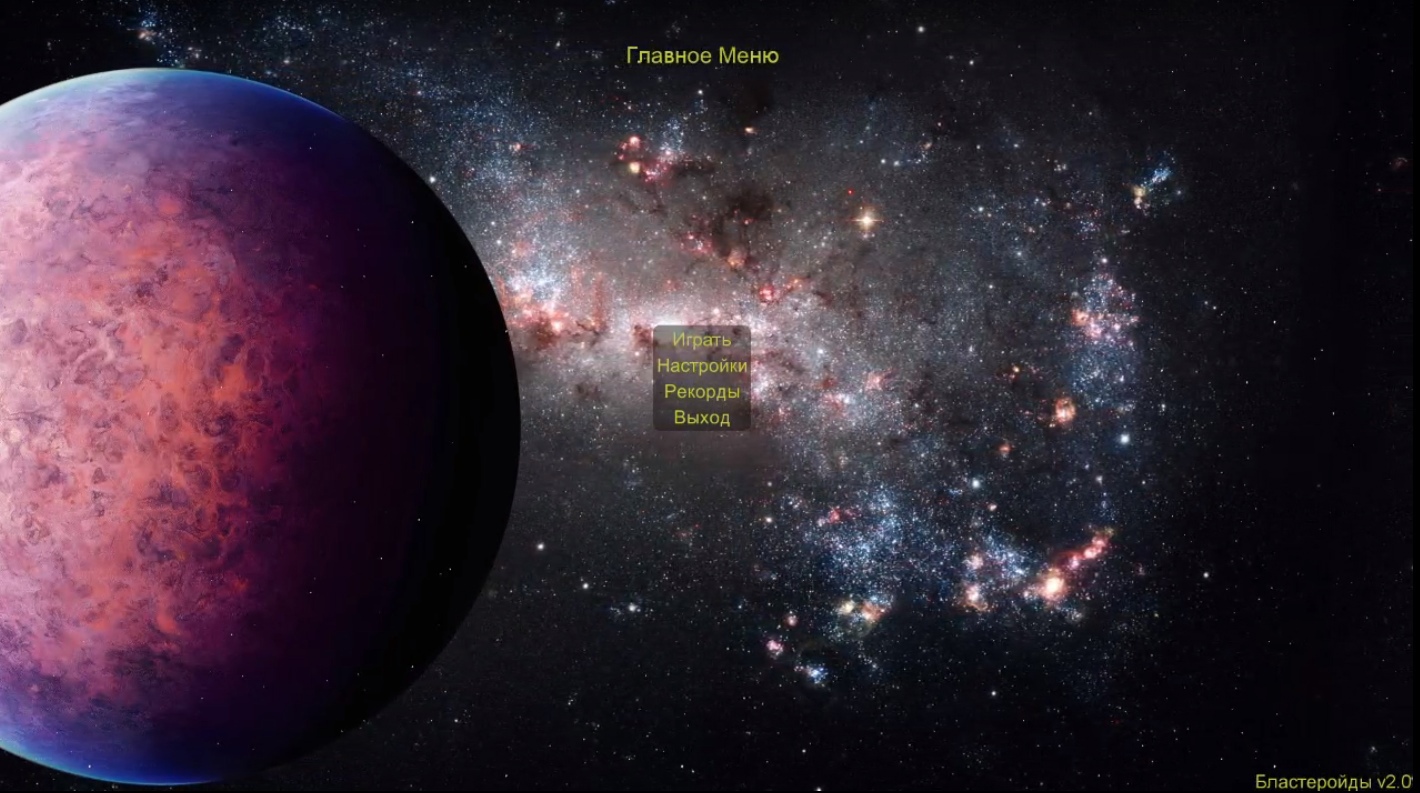 Главное Меню
Играть
Настройки
Рекорды
Выход
Бластеройды v2.0